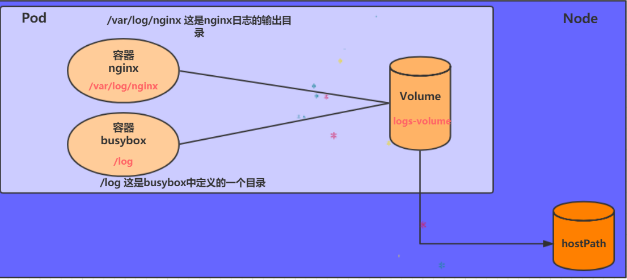 Pod
/var/log/nginx 这是nginx日志的输出目
录
Node
容器
nginx
/var/log/nginx
Volume
logs-volume
容器
busybox
/log
/log 这是busybox中定义的一个目录
hostPath